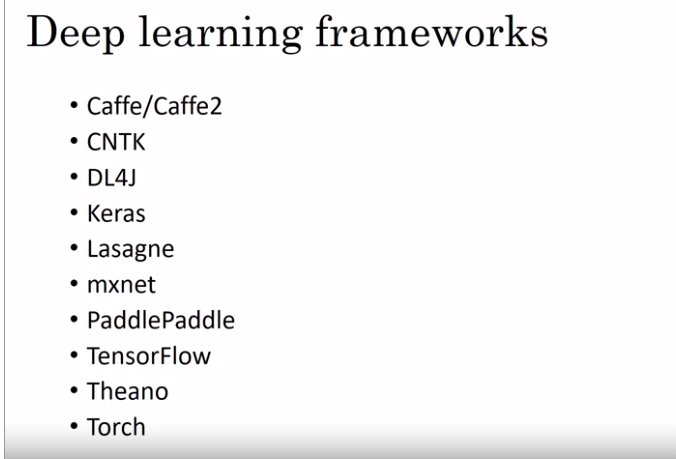 Deep learning frameworks
• Caffe/Caffe2
• CNTK
• DL4J
• Keras
• Lasagne
• mxnet
• PaddlePaddle
• TensorFlow
• Theano
• Torch